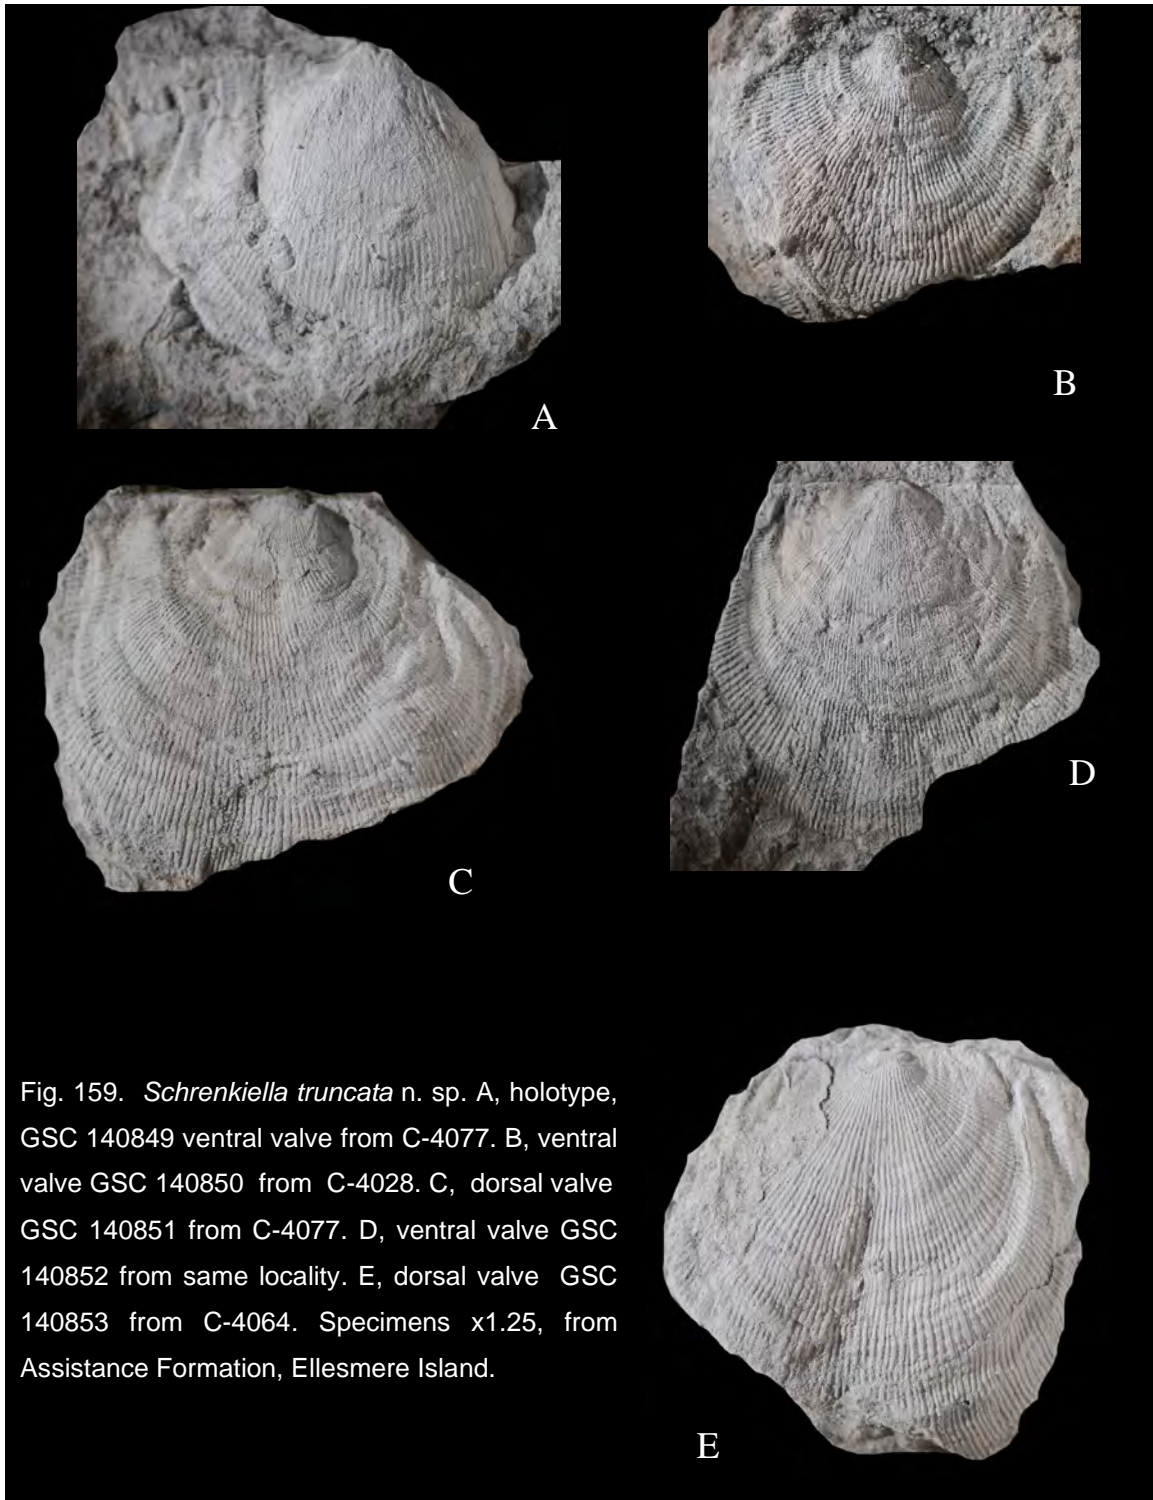 A
B
C
D
Fig. 159. Schrenkiella truncata n. sp. A, holotype,
GSC 140849 ventral valve from C-4077. B, ventral
valve GSC 140850 from C-4028. C, dorsal valve
GSC 140851 from C-4077. D, ventral valve GSC
140852 from same locality. E, dorsal valve GSC
140853 from C-4064. Specimens x1.25, from
Assistance Formation, Ellesmere Island.
E